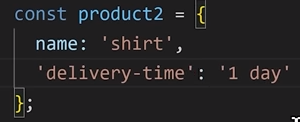 const product2 = {
  name: 'shirt',
  'delivery-time': '1 day'
};